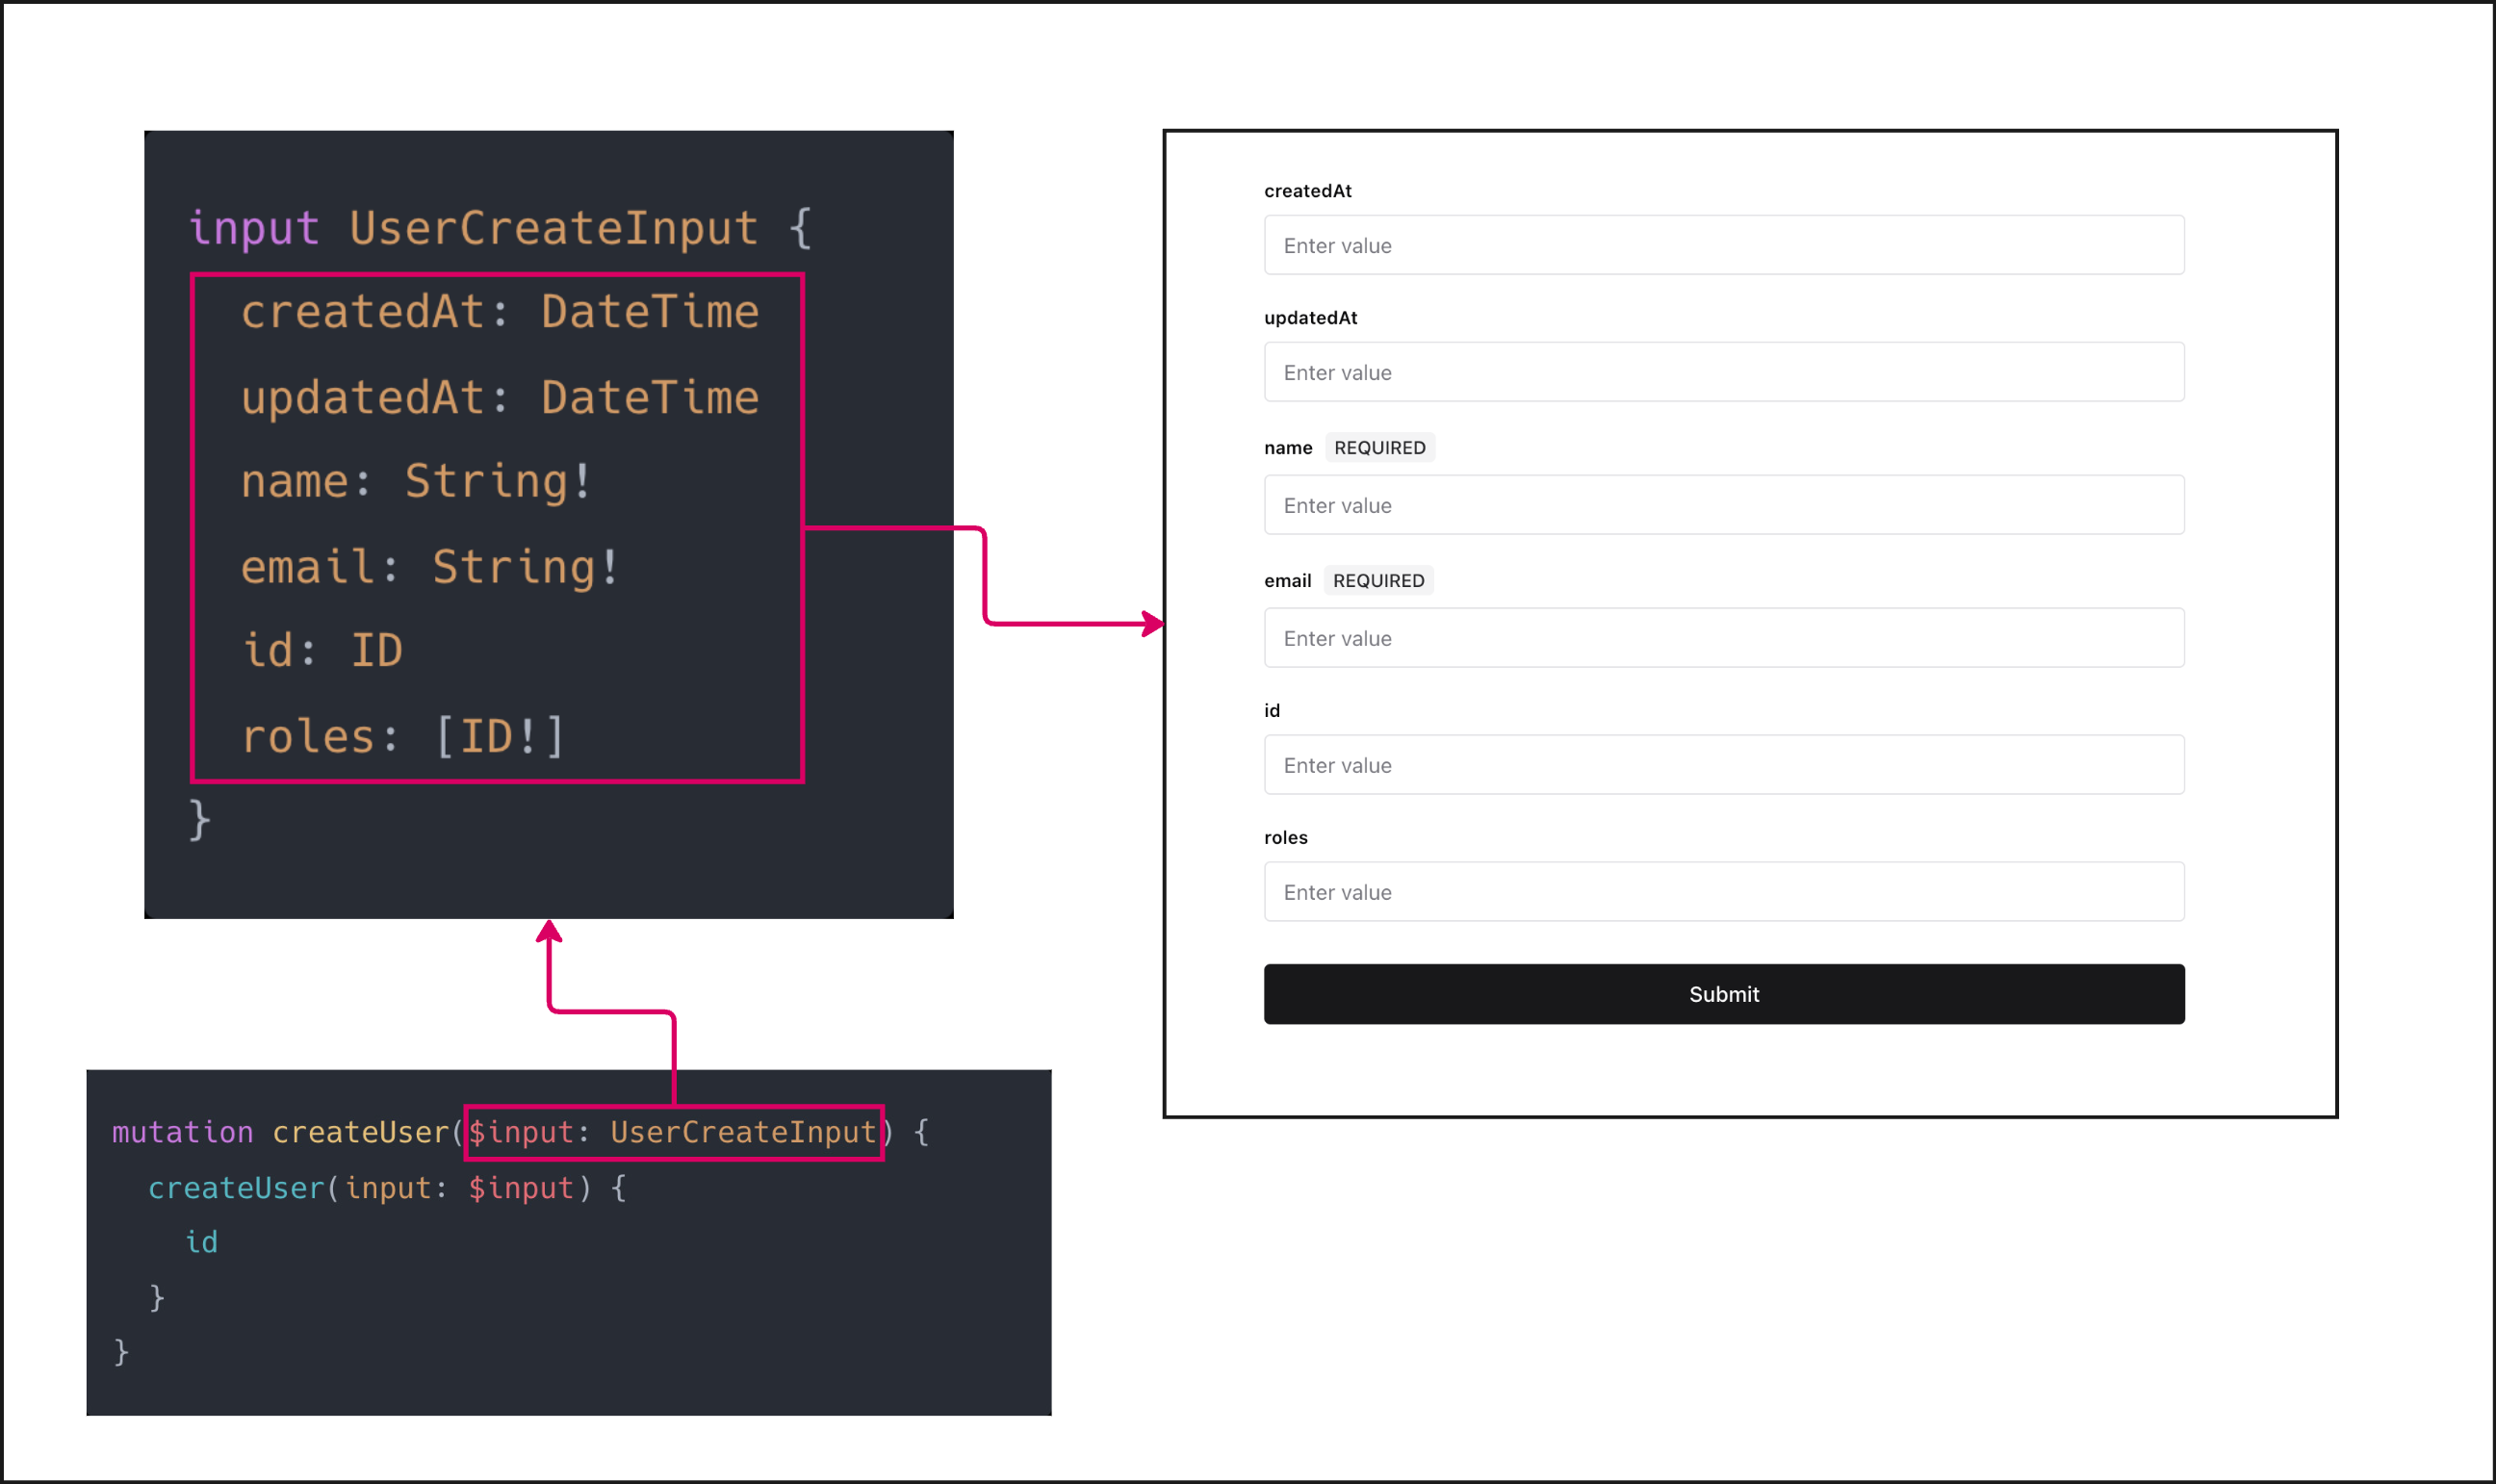 input UserCreateInput {
createdAt: DateTime
updatedAt: DateTime
name: String!
email: String!
id: ID
roles: [ID!]
}
mutation createUser($input: UserCreateInput) {
createUser(input: $input) {
id
}
}
createdAt
Enter value
updatedAt
Enter value
name REQUIRED
Enter value
email REQUIRED
Enter value
id
Enter value
roles
Enter value
Submit